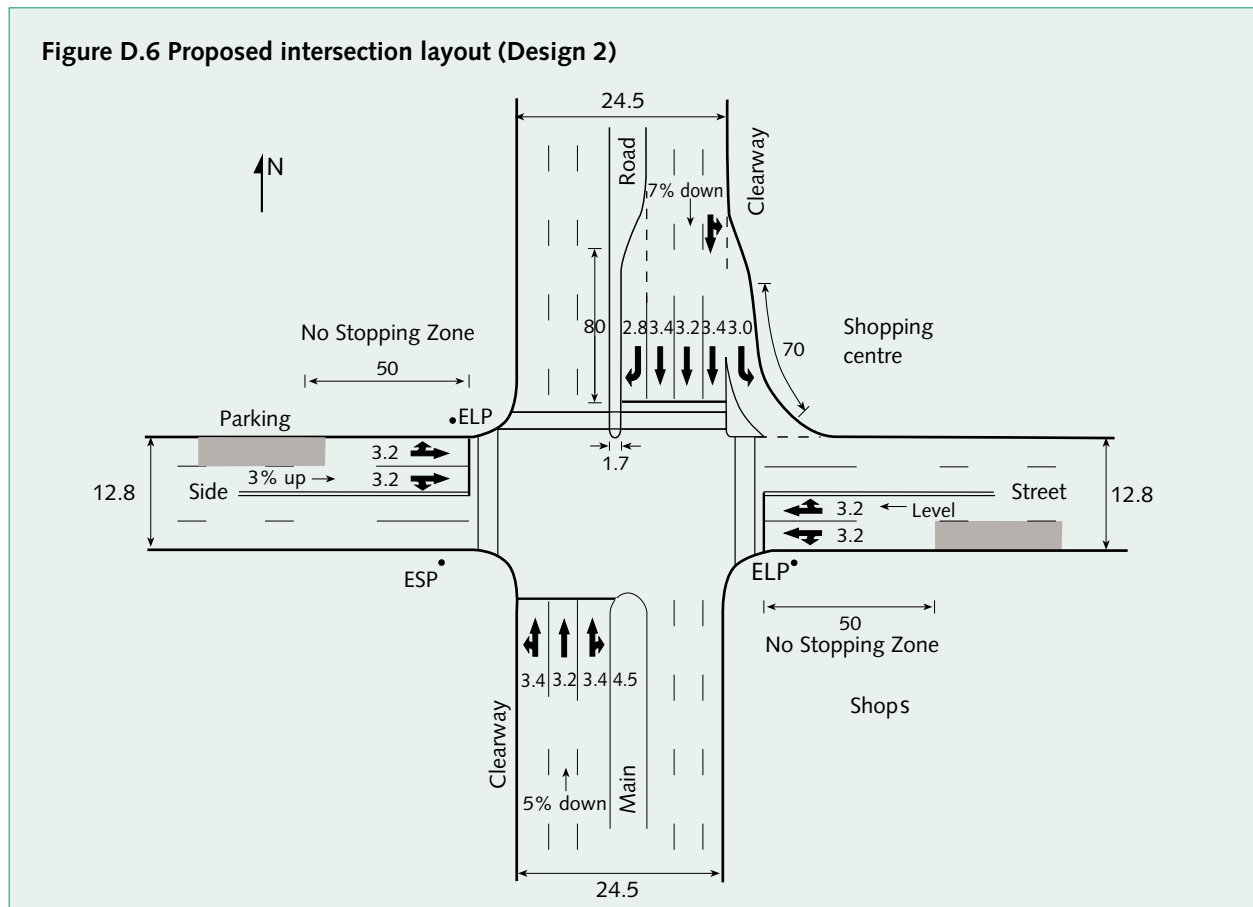 Figure D.6 Proposed intersection layout (Design 2)
24.5
N
Road
Clearway
7% down
No Stopping Zone
50
80
2.8 3.4 3.2 3.4 3.0
70
Shopping
centre
ELP
Parking
3.2
1.7
12.8
3% up
3.2
Side
Street
12.8
3.2
Level
3.2
ESP
ELP
50
No Stopping Zone
3.4 3.2 3.4 4.5
Shops
Clearway
Main
5% down
24.5